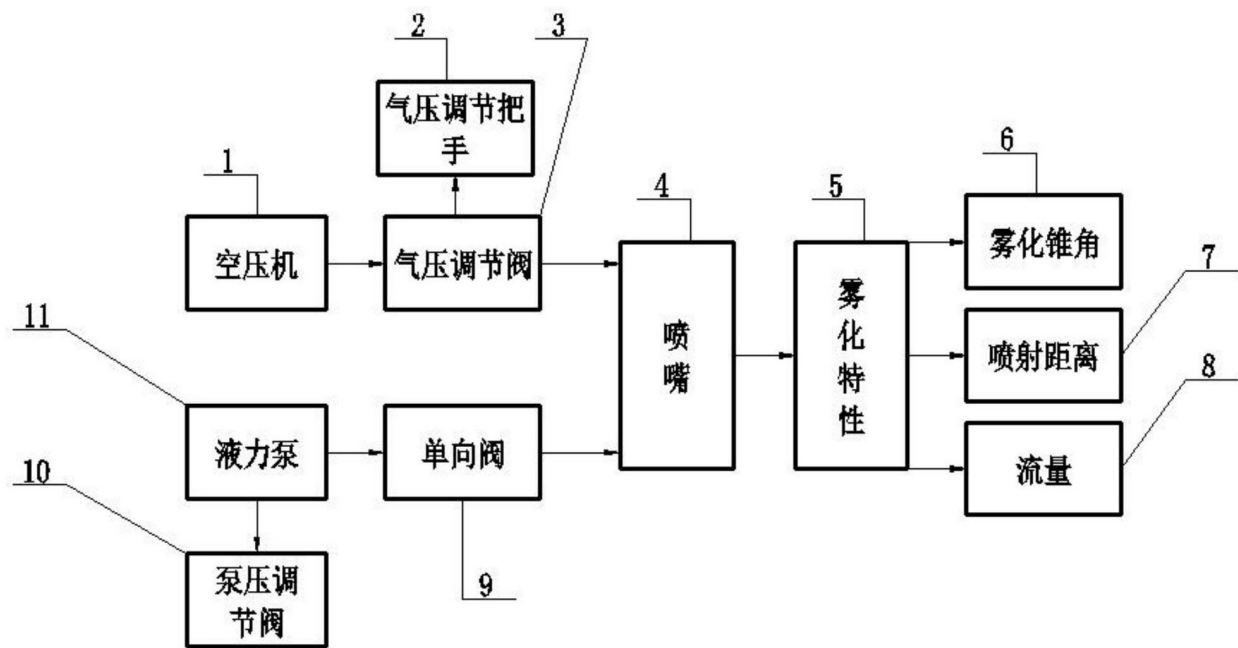 2
3
气压调节把
手
1
4
5
6
空压机
气压调节阀
雾化锥角
7
11
喷
嘴
雾
化
特
性
喷射距离
8
液力泵
单向阀
流量
10
9
泵压调
节阀